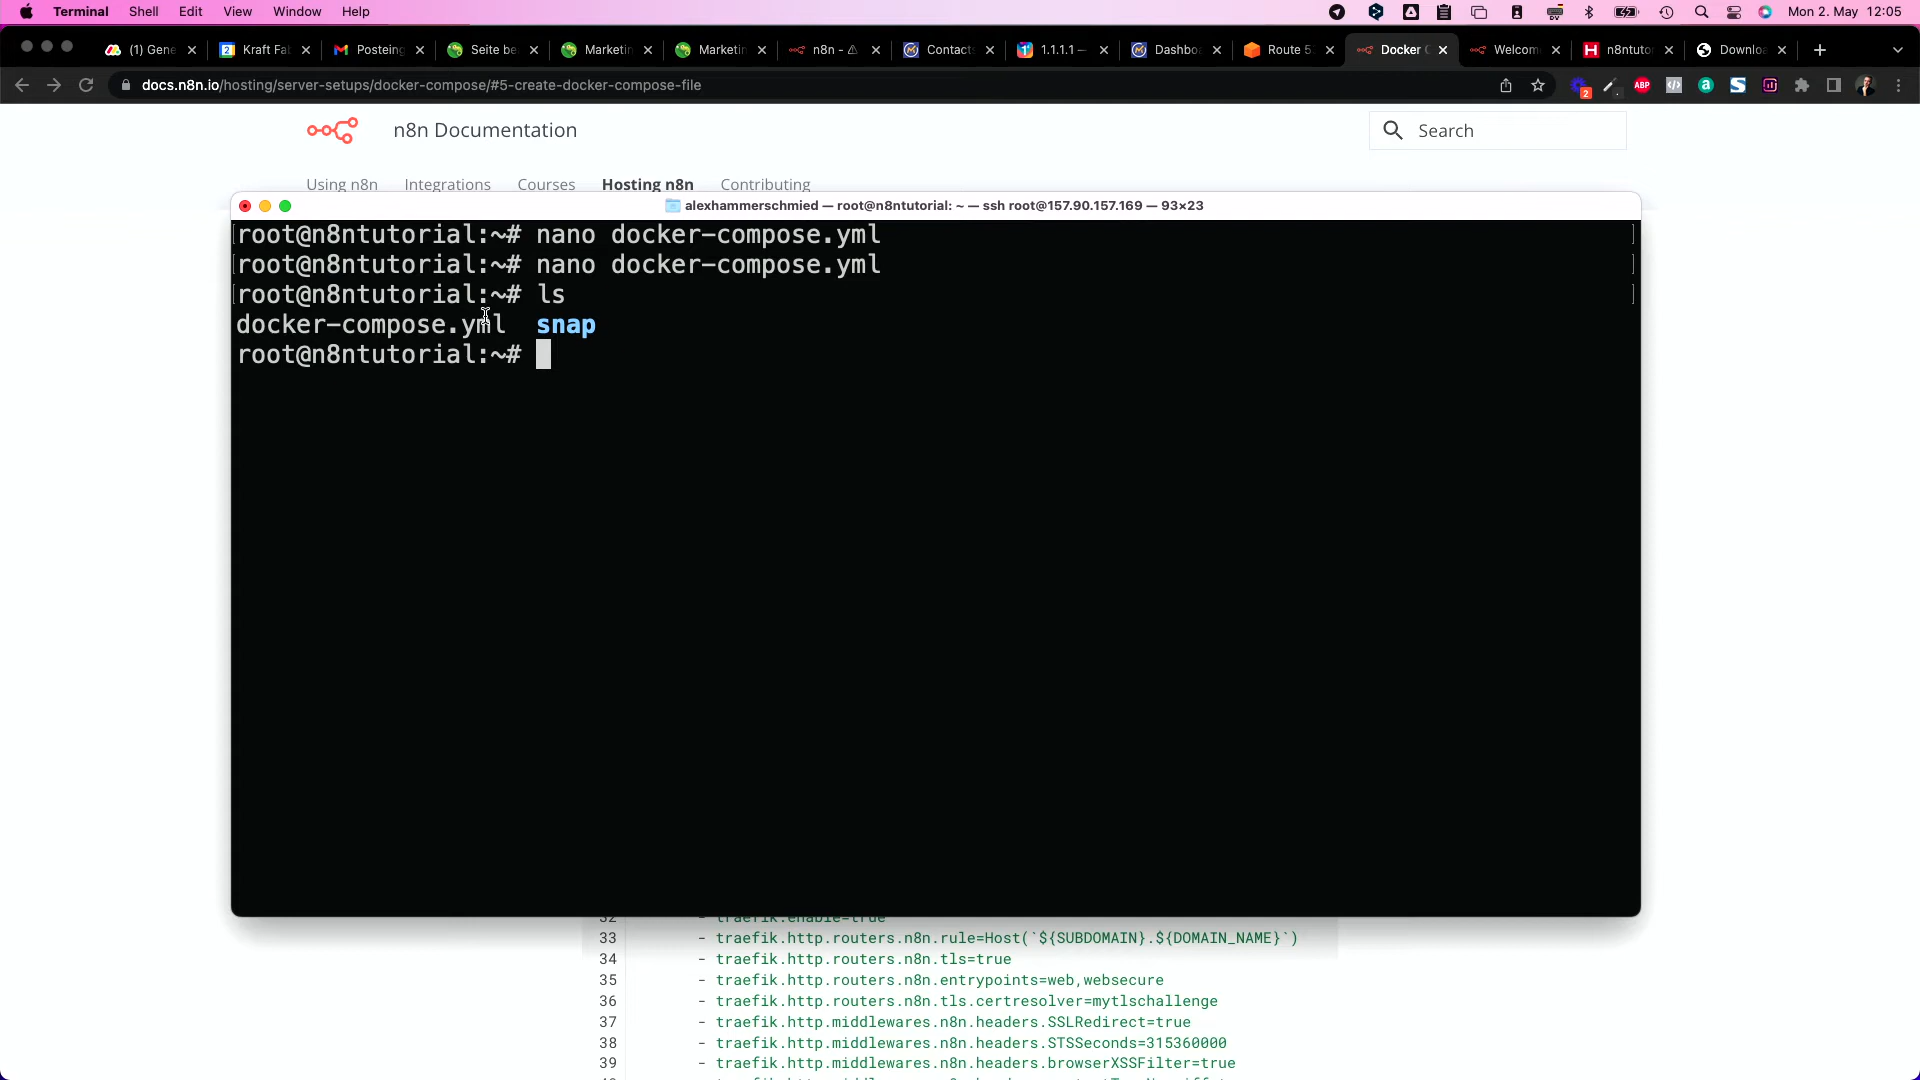 Terminal Shell Edit View Window Help Mon 2. May 12:05
(1) Gene Kraft Fa Posteing Seite be Marketin Marketin n8n - Contact 1.1.1.1 — Dashbo Route 5 Docker C Welcom n8ntuto Downloa
docs.n8n.io/hosting/server-setups/docker-compose/#5-create-docker-compose-file
n8n Documentation Search
Using n8n Integrations Courses Hosting n8n Contributing
alexhammerschmied — root@n8ntutorial: ~ — ssh root@157.90.157.169 — 93×23
root@n8ntutorial:~# nano docker-compose.yml
root@n8ntutorial:~# nano docker-compose.yml
root@n8ntutorial:~# ls
docker-compose.yml snap
root@n8ntutorial:~#
32 - traefik.enable=true
33 - traefik.http.routers.n8n.rule=Host(`${SUBDOMAIN}.${DOMAIN_NAME}`)
34 - traefik.http.routers.n8n.tls=true
35 - traefik.http.routers.n8n.entrypoints=web,websecure
36 - traefik.http.routers.n8n.tls.certresolver=mytlschallenge
37 - traefik.http.middlewares.n8n.headers.SSLRedirect=true
38 - traefik.http.middlewares.n8n.headers.STSSeconds=315360000
39 - traefik.http.middlewares.n8n.headers.browserXSSFilter=true